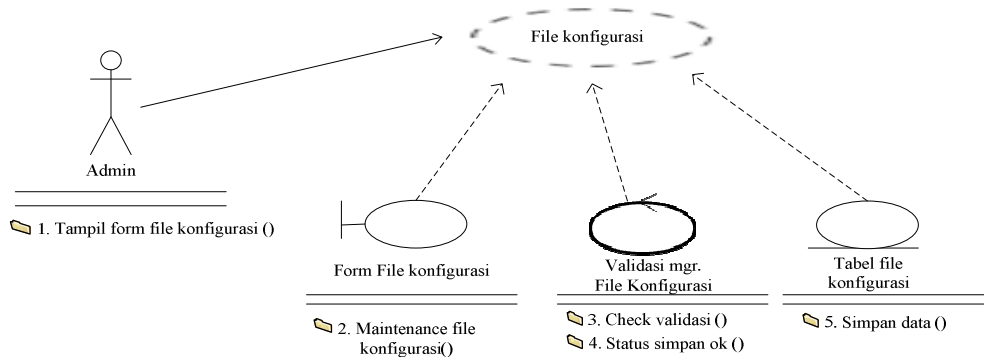 File konfigurasi
Admin
1. Tampil form file konfigurasi ()
Form File konfigurasi
2. Maintenance file
konfigurasi()
Validasi mgr.
File Konfigurasi
3. Check validasi ()
4. Status simpan ok ()
Tabel file
konfigurasi
5. Simpan data ()